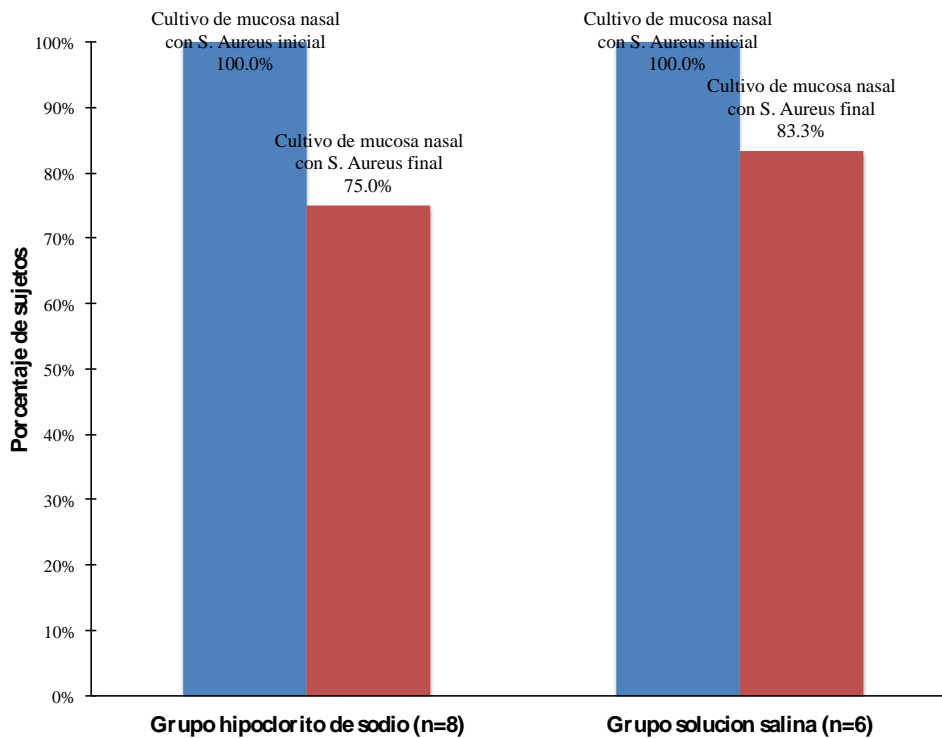 Cultivo de mucosa nasal
con S. Aureus inicial
100.0%
Cultivo de mucosa nasal
con S. Aureus final
75.0%
Cultivo de mucosa nasal
con S. Aureus inicial
100.0%
Cultivo de mucosa nasal
con S. Aureus final
83.3%
Porcentaje de sujetos
100%
90%
80%
70%
60%
50%
40%
30%
20%
10%
0%
Grupo hipoclorito de sodio (n=8)
Grupo solucion salina (n=6)